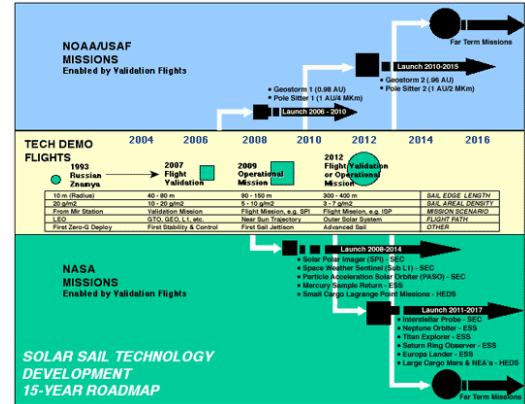 NOAA/USAF
MISSIONS
Enabled by Validation Flights
Far Term Missions
Launch 2010-2015
• Geostorm 1 (0.98 AU)
• Pole Sitter 1 (1 AU/4 MKm)
• Geostorm 2 (.96 AU)
• Pole Sitter 2 (1 AU/2 MKm)
Launch 2006 - 2010
TECH DEMO
FLIGHTS
2004 2006 2008 2010 2012 2014 2016
1993
Russian
Znanya
2007
Flight
Validation
2009
Operational
Mission
2012
Flight Validation
or Operational
Mission
10 m (Radius) 40 - 80 m 80 - 150 m 300 - 400 m SAIL EDGE LENGTH
20 g/m2 10 - 20 g/m2 5 - 10 g/m2 3 - 7 g/m2 SAIL AREAL DENSITY
From Mir Station Validation Mission Flight Mission, e.g. SPI Flight Mission, e.g. ISP MISSION SCENARIO
LEO GTO, GEO, L1, etc. Near Sun Trajectory Outer Solar System FLIGHT PATH
First Zero-G Deploy First Stability & Control First Sail Jettison Advanced Sail OTHER
NASA
MISSIONS
Enabled by Validation Flights
Launch 2008-2014
• Solar Polar Imager (SPI) - SEC
• Space Weather Sentinel (Sub L1) - SEC
• Particle Acceleration Solar Orbiter (PASO) - SEC
• Mercury Sample Return - ESS
• Small Cargo Lagrange Point Missions - HEDS
Launch 2011-2017
• Interstellar Probe - SEC
• Neptune Orbiter - ESS
• Titan Explorer - ESS
• Saturn Ring Observer - ESS
• Europa Lander - ESS
• Large Cargo Mars & NEA's - HEDS
Far Term Missions
SOLAR SAIL TECHNOLOGY
DEVELOPMENT
15-YEAR ROADMAP